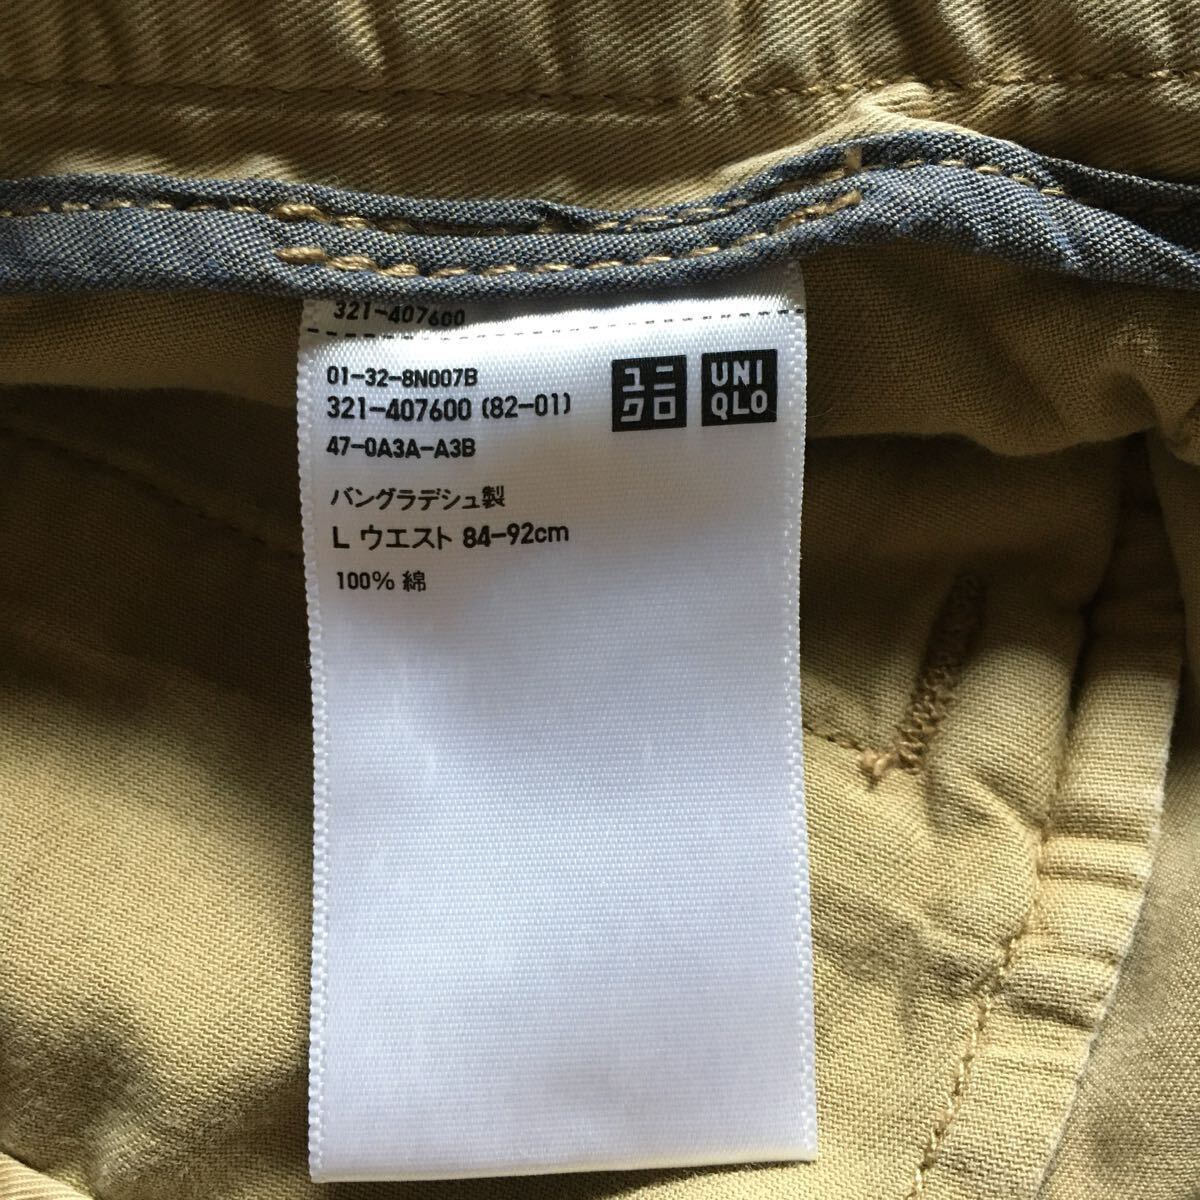 321-407600
01-32-8N007B
321-407600 (82-01)
47-0A3A-A3B
ユニ
クロ
UNI
QLO
バングラデシュ製
L ウエスト 84-92cm
100% 綿